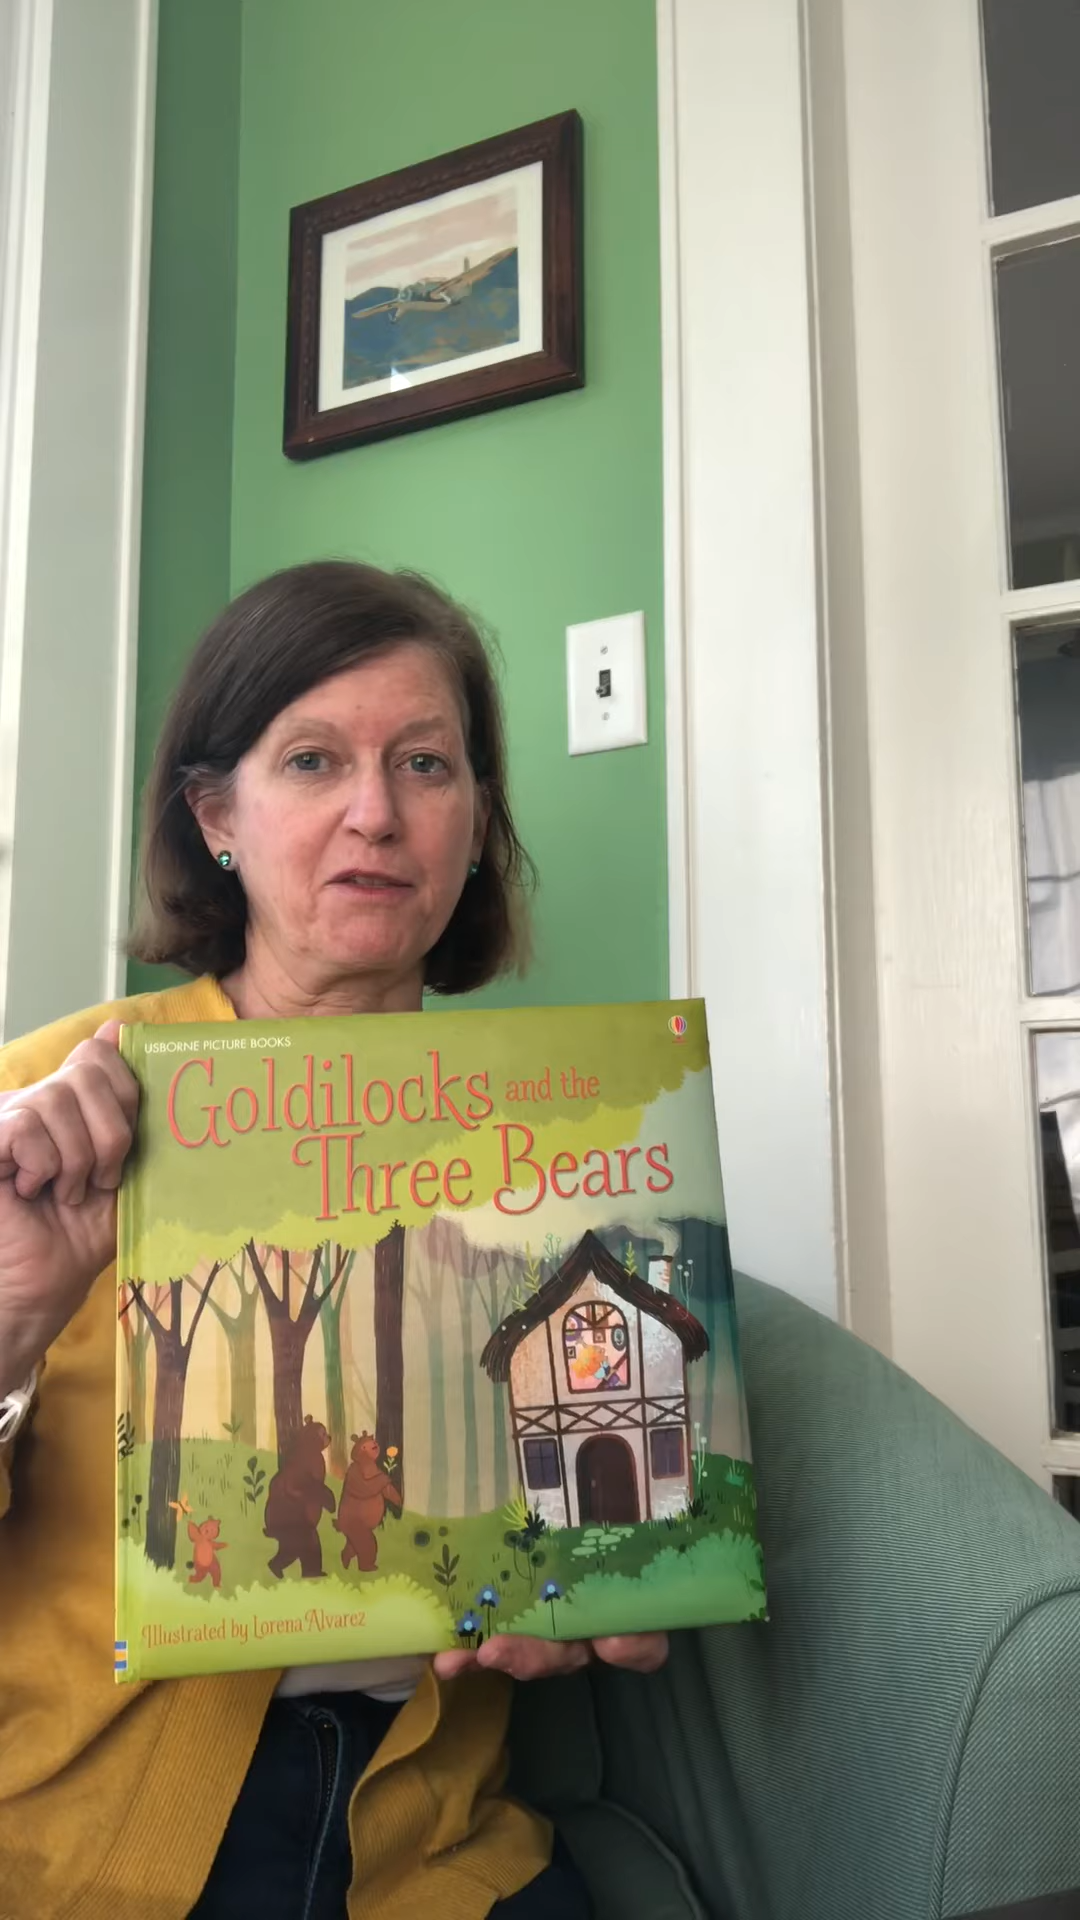 USBORNE PICTURE BOOKS
Goldilocks and the
Three Bears
Illustrated by Lorena Alvarez